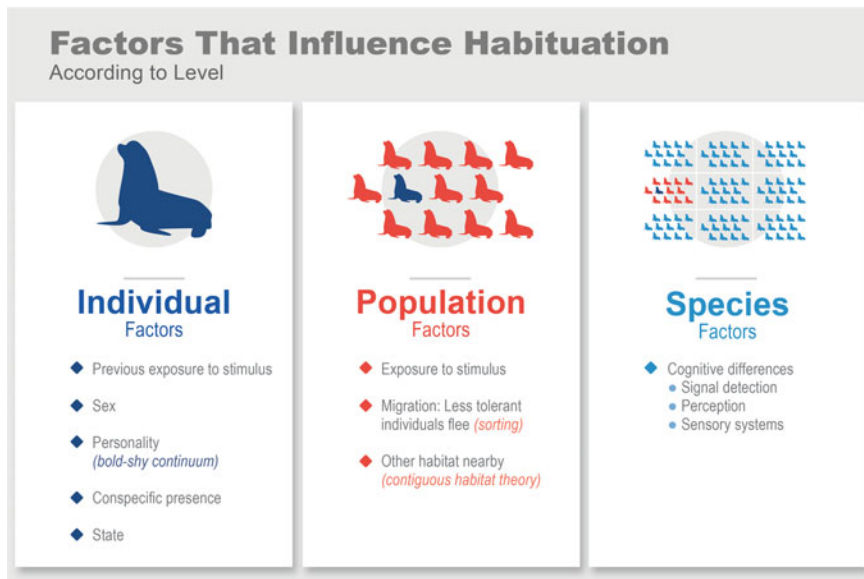 Factors That Influence Habituation
According to Level
Individual
Factors
Previous exposure to stimulus
Sex
Personality
(bold-shy continuum)
Conspecific presence
State
Population
Factors
Exposure to stimulus
Migration: Less tolerant
individuals flee (sorting)
Other habitat nearby
(contiguous habitat theory)
Species
Factors
Cognitive differences
Signal detection
Perception
Sensory systems